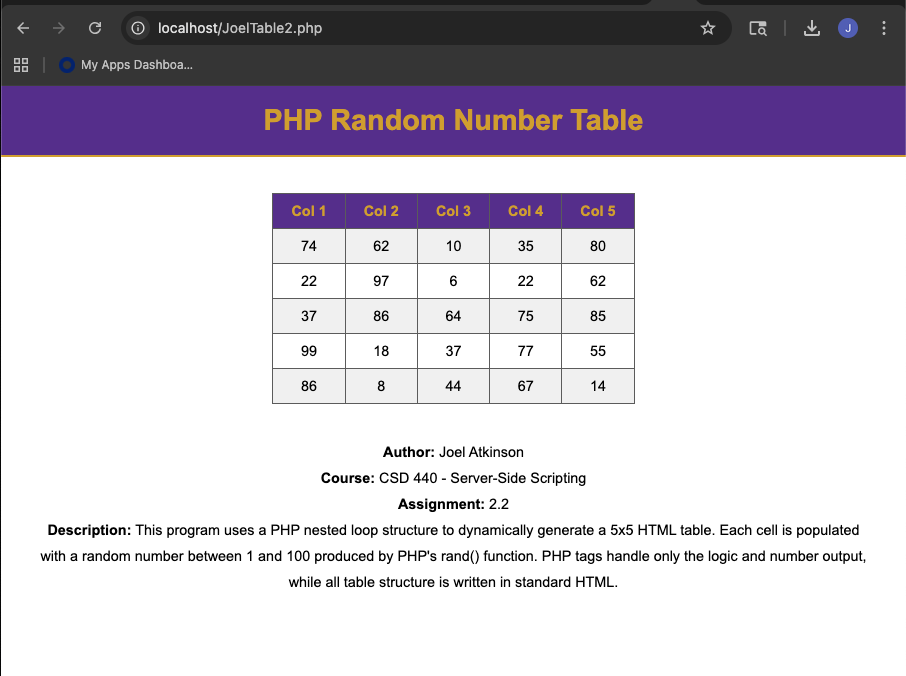 localhost/JoelTable2.php
J
My Apps Dashboa...
PHP Random Number Table
Col 1 Col 2 Col 3 Col 4 Col 5
74 62 10 35 80
22 97 6 22 62
37 86 64 75 85
99 18 37 77 55
86 8 44 67 14
Author: Joel Atkinson
Course: CSD 440 - Server-Side Scripting
Assignment: 2.2
Description: This program uses a PHP nested loop structure to dynamically generate a 5x5 HTML table. Each cell is populated
with a random number between 1 and 100 produced by PHP's rand() function. PHP tags handle only the logic and number output,
while all table structure is written in standard HTML.